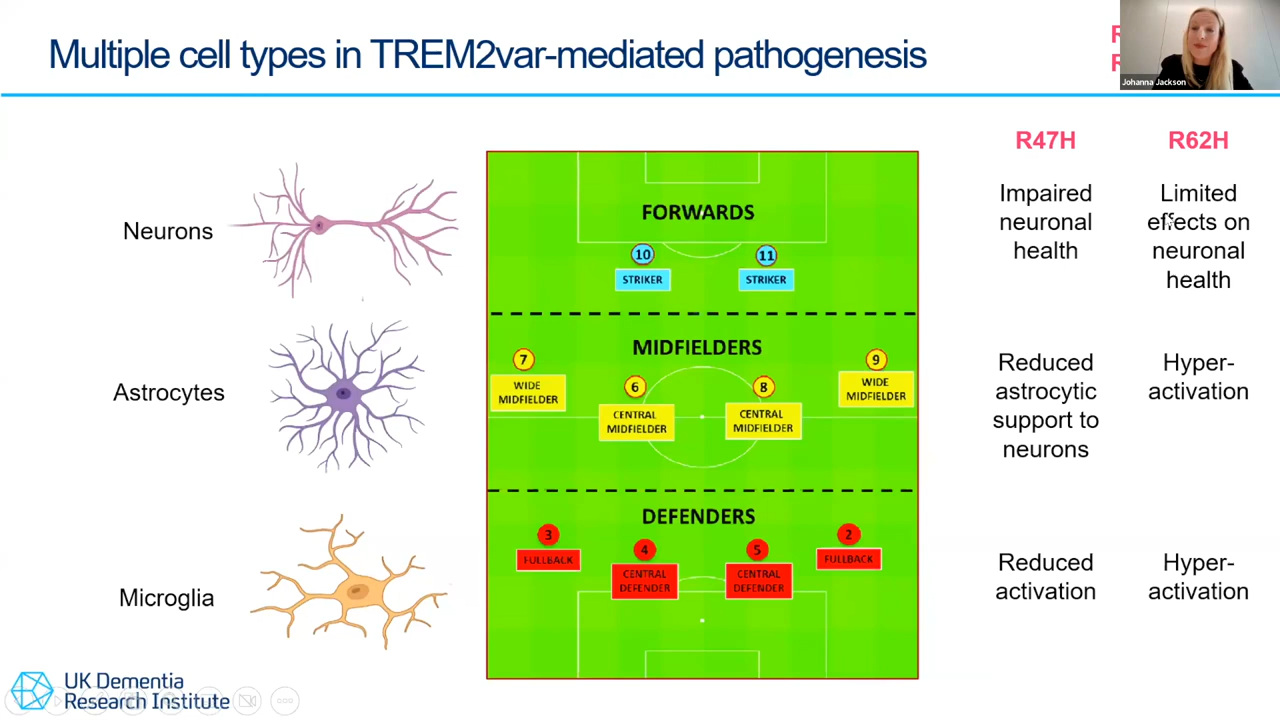 Multiple cell types in TREM2var-mediated pathogenesis
R
R
Johanna Jackson
R47H
R62H
Neurons
FORWARDS
10
11
STRIKER
STRIKER
Impaired
neuronal
health
Limited
effects on
neuronal
health
Astrocytes
MIDFIELDERS
7
9
WIDE
MIDFIELDER
6
8
WIDE
MIDFIELDER
CENTRAL
MIDFIELDER
CENTRAL
MIDFIELDER
Reduced
astrocytic
support to
neurons
Hyper-
activation
Microglia
DEFENDERS
3
2
FULLBACK
4
5
FULLBACK
CENTRAL
DEFENDER
CENTRAL
DEFENDER
Reduced
activation
Hyper-
activation
UK Dementia
Research Institute